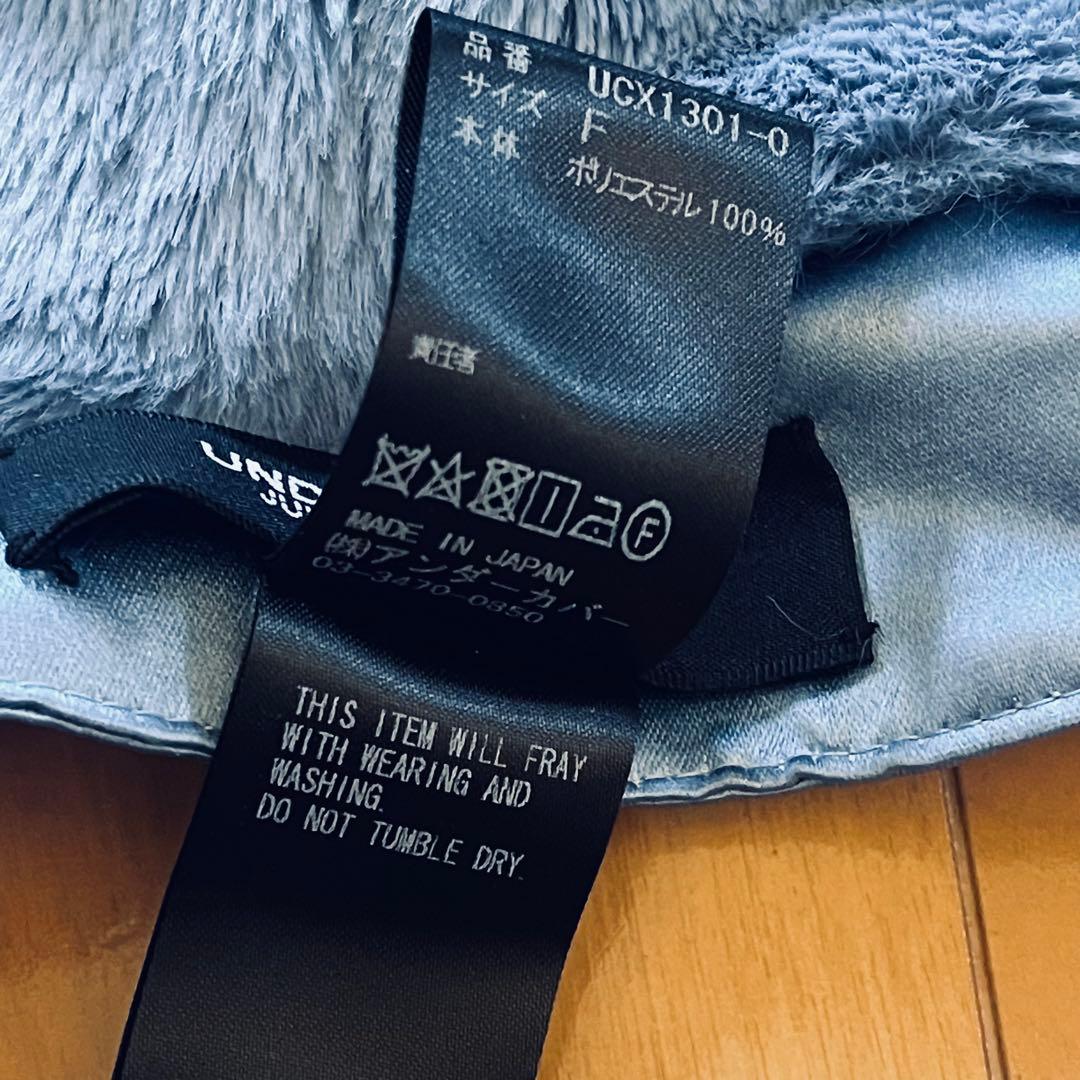 品番 UCX1301-0
サイズ F
本体 ポリエステル100%
責任者
F
MADE IN JAPAN
(株)アンダーカバー
03-3470-0850
UND
JU
THIS ITEM WILL FRAY
WITH WEARING AND
WASHING.
DO NOT TUMBLE DRY.